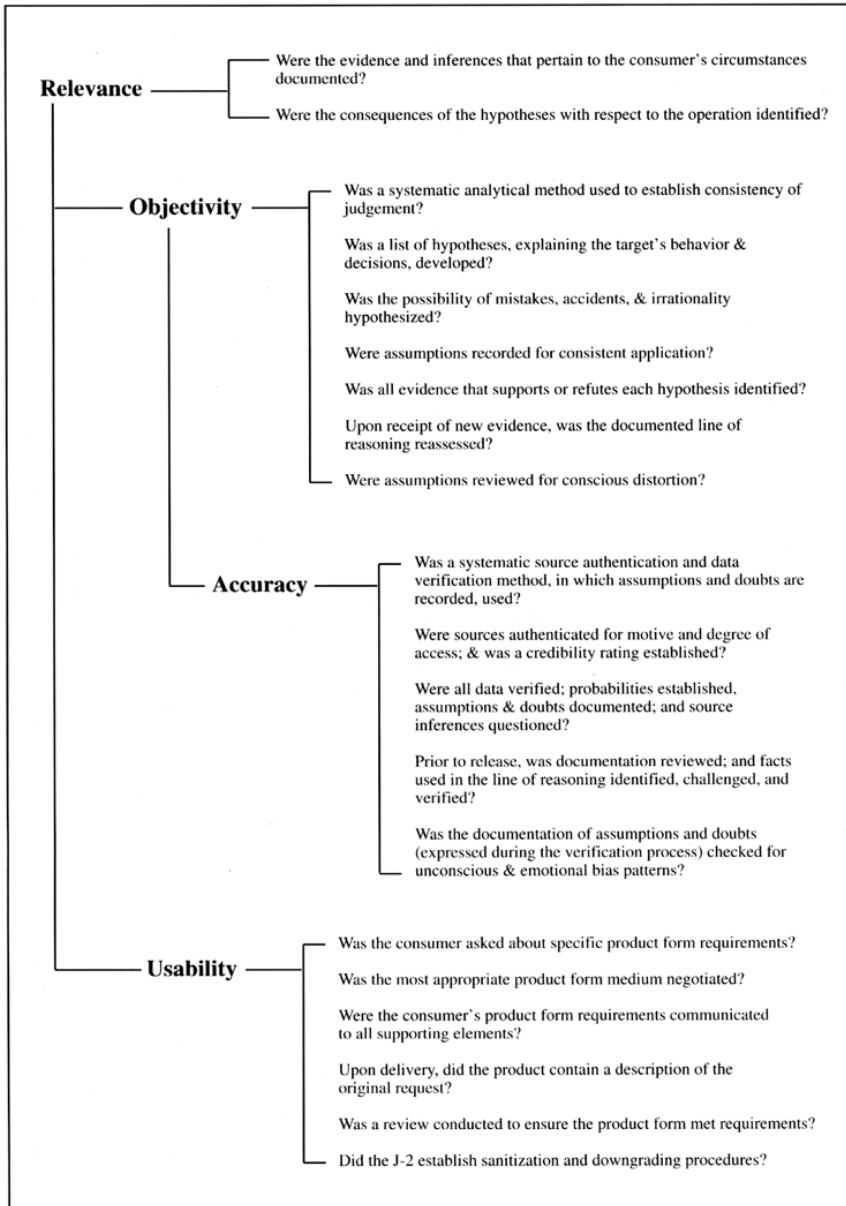 Were the evidence and inferences that pertain to the consumer's circumstances
documented?
Relevance
Were the consequences of the hypotheses with respect to the operation identified?
Was a systematic analytical method used to establish consistency of
judgement?
Objectivity
Was a list of hypotheses, explaining the target's behavior &
decisions, developed?
Was the possibility of mistakes, accidents, & irrationality
hypothesized?
Were assumptions recorded for consistent application?
Was all evidence that supports or refutes each hypothesis identified?
Upon receipt of new evidence, was the documented line of
reasoning reassessed?
Were assumptions reviewed for conscious distortion?
Was a systematic source authentication and data
verification method, in which assumptions and doubts are
recorded, used?
Accuracy
Were sources authenticated for motive and degree of
access; & was a credibility rating established?
Were all data verified; probabilities established,
assumptions & doubts documented; and source
inferences questioned?
Prior to release, was documentation reviewed; and facts
used in the line of reasoning identified, challenged, and
verified?
Was the documentation of assumptions and doubts
(expressed during the verification process) checked for
unconscious & emotional bias patterns?
Was the consumer asked about specific product form requirements?
Usability
Was the most appropriate product form medium negotiated?
Were the consumer's product form requirements communicated
to all supporting elements?
Upon delivery, did the product contain a description of the
original request?
Was a review conducted to ensure the product form met requirements?
Did the J-2 establish sanitization and downgrading procedures?